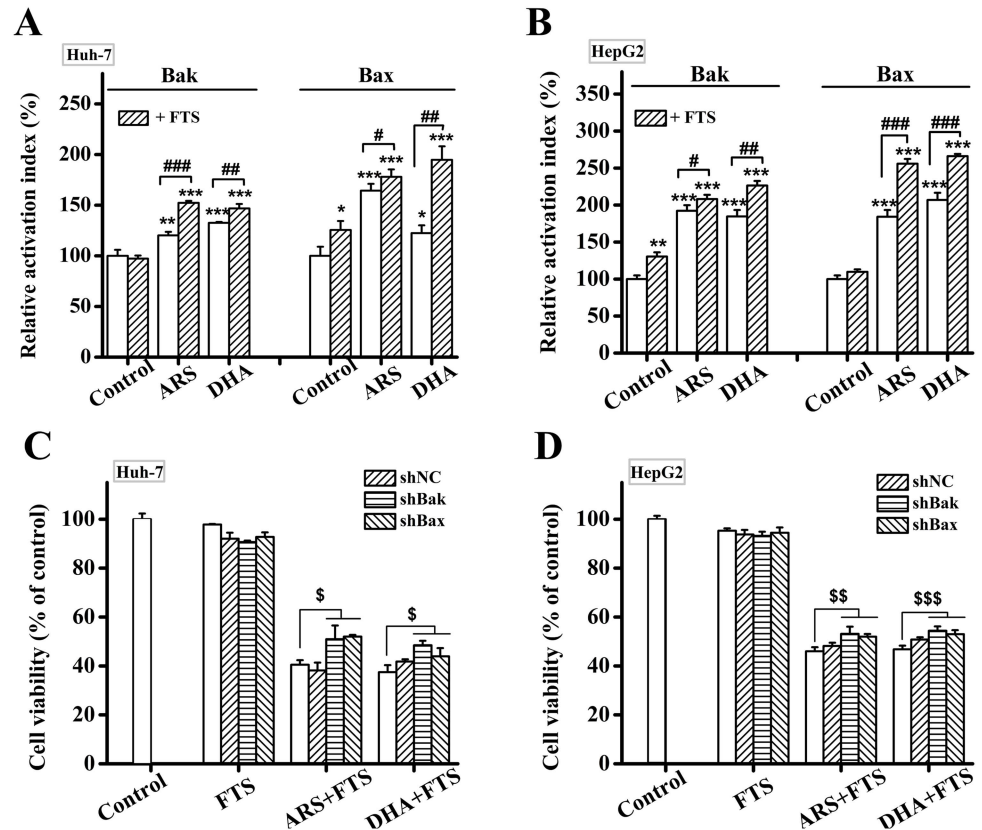 A
Huh-7
Bak
Bax
Relative activation index (%)
250
200
150
100
50
0
+ FTS
###
##
#
##
** *** *** *** * *** *** * ***
Control
ARS
DHA
Control
ARS
DHA
B
HepG2
Bak
Bax
Relative activation index (%)
350
300
250
200
150
100
50
0
+ FTS
#
##
###
###
** *** *** *** *** *** *** *** ***
Control
ARS
DHA
Control
ARS
DHA
C
Huh-7
shNC
shBak
shBax
Cell viability (% of control)
100
80
60
40
20
0
$
$
Control
FTS
ARS+FTS
DHA+FTS
D
HepG2
shNC
shBak
shBax
Cell viability (% of control)
100
80
60
40
20
0
$$
$$$
Control
FTS
ARS+FTS
DHA+FTS